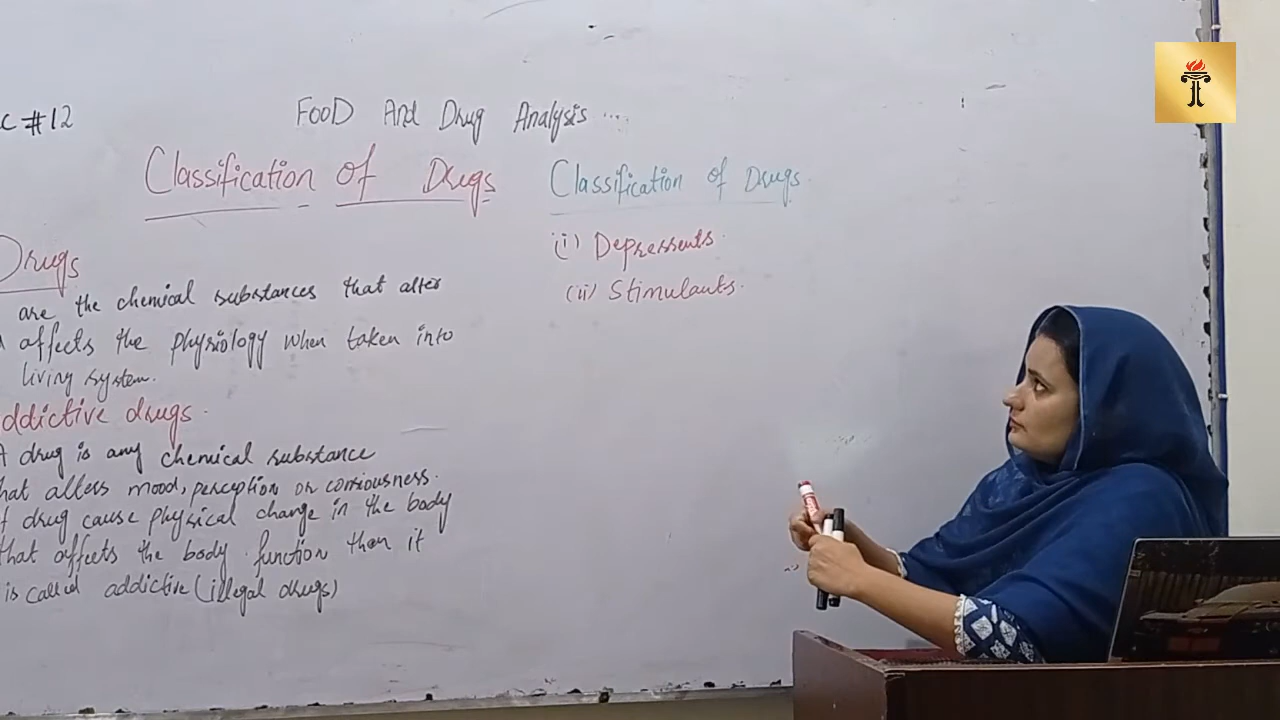 c #12
FooD And Drug Analysis ...
Classification of Drugs
Drugs
are the chemical substances that alter
affects the physiology when taken into
living system.
ddictive drugs.
A drug is any chemical substance
hat alters mood, perception or consiousness.
f drug cause physical change in the body
that affects the body function then it
is called addictive (illegal drugs)
Classification of Drugs.
(i) Depressents.
(ii) Stimulants.